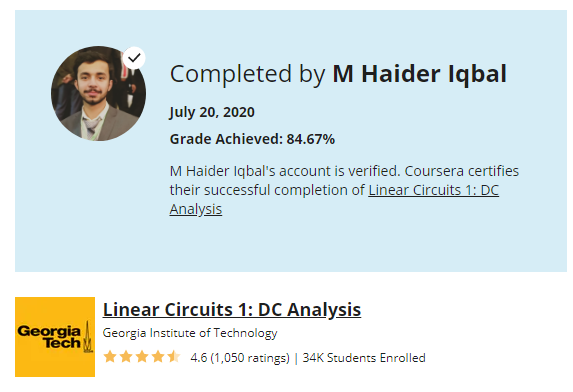 Completed by M Haider Iqbal
July 20, 2020
Grade Achieved: 84.67%
M Haider Iqbal's account is verified. Coursera certifies
their successful completion of Linear Circuits 1: DC
Analysis
Georgia
Tech
Linear Circuits 1: DC Analysis
Georgia Institute of Technology
4.6 (1,050 ratings) | 34K Students Enrolled